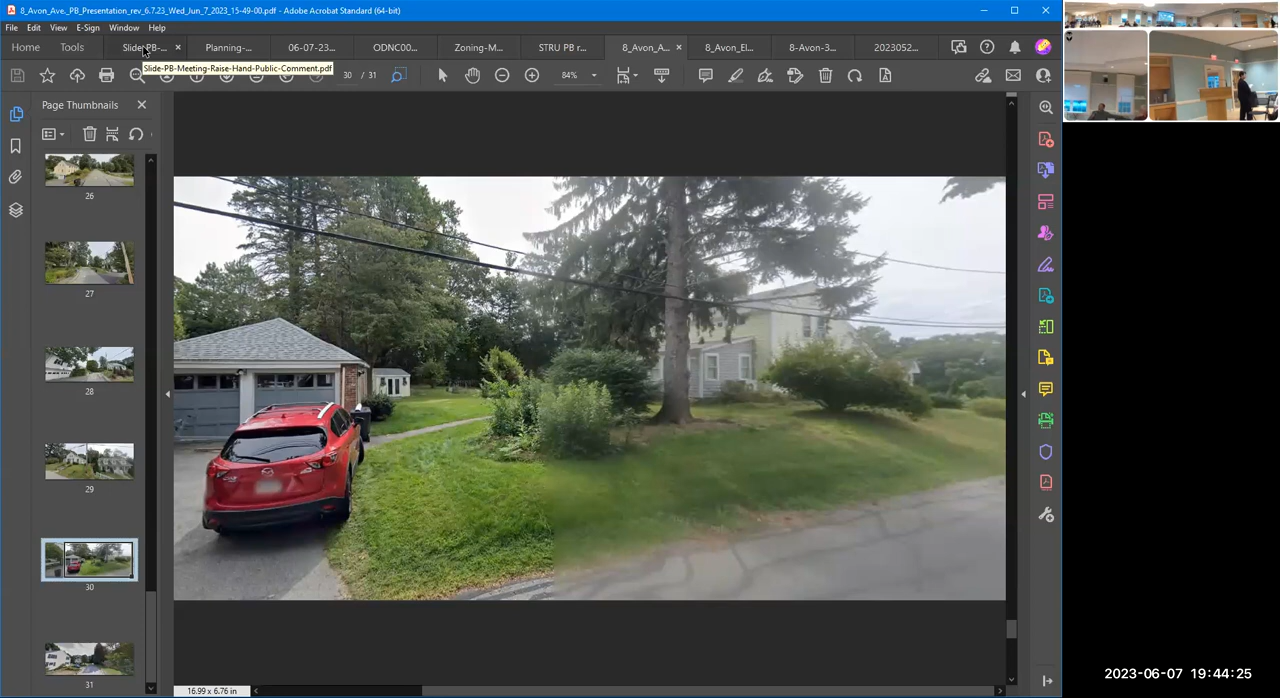 8_Avon_Ave._PB_Presentation_rev_6.7.23_Wed_Jun_7_2023_15-49-00.pdf - Adobe Acrobat Standard (64-bit)
File Edit View E-Sign Window Help
Home Tools Slide-PB-... Planning-... 06-07-23... ODNC00... Zoning-M... STRU PB r... 8_Avon_A... 8_Avon_El... 8-Avon-3... 2023052...
Slide-PB-Meeting-Raise-Hand-Public-Comment.pdf
30 / 31
84%
Page Thumbnails
26
27
28
29
30
31
16.99 x 6.76 in
2023-06-07 19:44:25